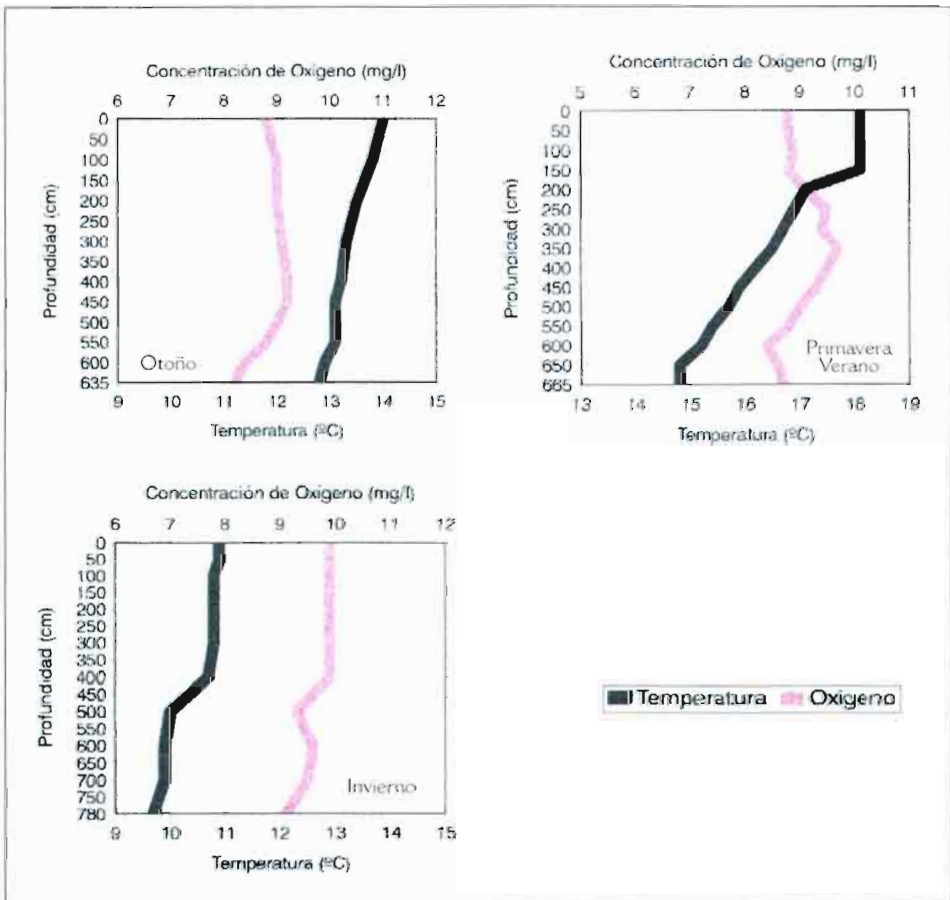 Concentración de Oxígeno (mg/l)
6 7 8 9 10 11 12
Profundidad (cm)
0
50
100
150
200
250
300
350
400
450
500
550
600
635
Otoño
9 10 11 12 13 14 15
Temperatura (ºC)
Concentración de Oxígeno (mg/l)
5 6 7 8 9 10 11
Profundidad (cm)
0
50
100
150
200
250
300
350
400
450
500
550
600
650
665
Primavera
Verano
13 14 15 16 17 18 19
Temperatura (ºC)
Concentración de Oxígeno (mg/l)
6 7 8 9 10 11 12
Profundidad (cm)
0
50
100
150
200
250
300
350
400
450
500
550
600
650
700
750
780
Invierno
9 10 11 12 13 14 15
Temperatura (ºC)
Temperatura Oxígeno